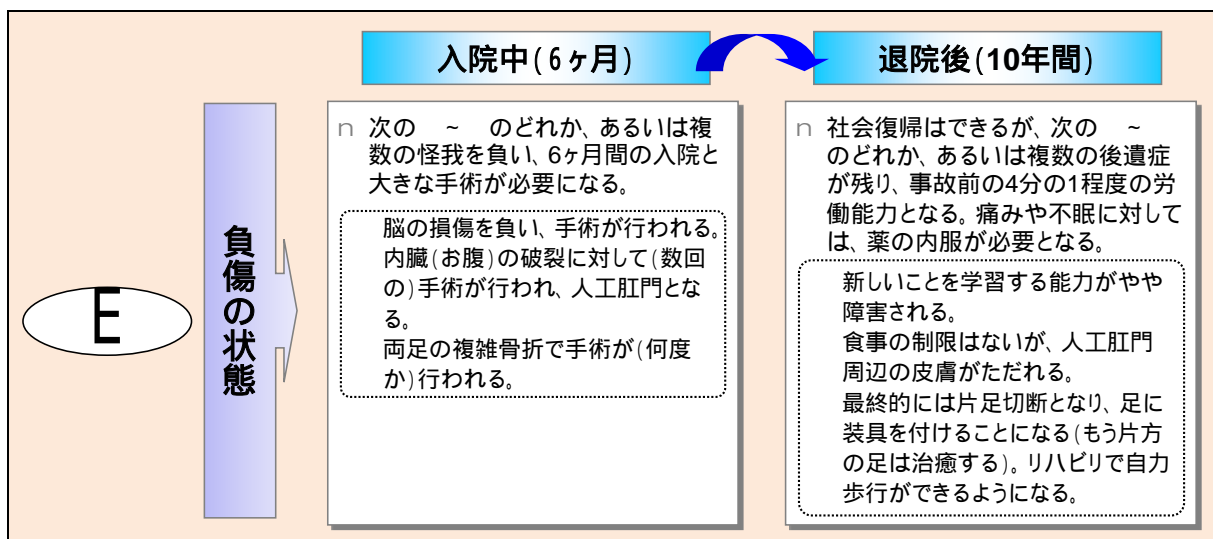 入院中(6ヶ月)
退院後(10年間)
E
負傷の状態
n 次の ~ のどれか、あるいは複
数の怪我を負い、6ヶ月間の入院と
大きな手術が必要になる。
脳の損傷を負い、手術が行われる。
内臓(お腹)の破裂に対して(数回
の)手術が行われ、人工肛門とな
る。
両足の複雑骨折で手術が(何度
か)行われる。
n 社会復帰はできるが、次の ~
のどれか、あるいは複数の後遺症
が残り、事故前の4分の1程度の労
働能力となる。痛みや不眠に対して
は、薬の内服が必要となる。
新しいことを学習する能力がやや
障害される。
食事の制限はないが、人工肛門
周辺の皮膚がただれる。
最終的には片足切断となり、足に
装具を付けることになる(もう片方
の足は治癒する)。リハビリで自力
歩行ができるようになる。